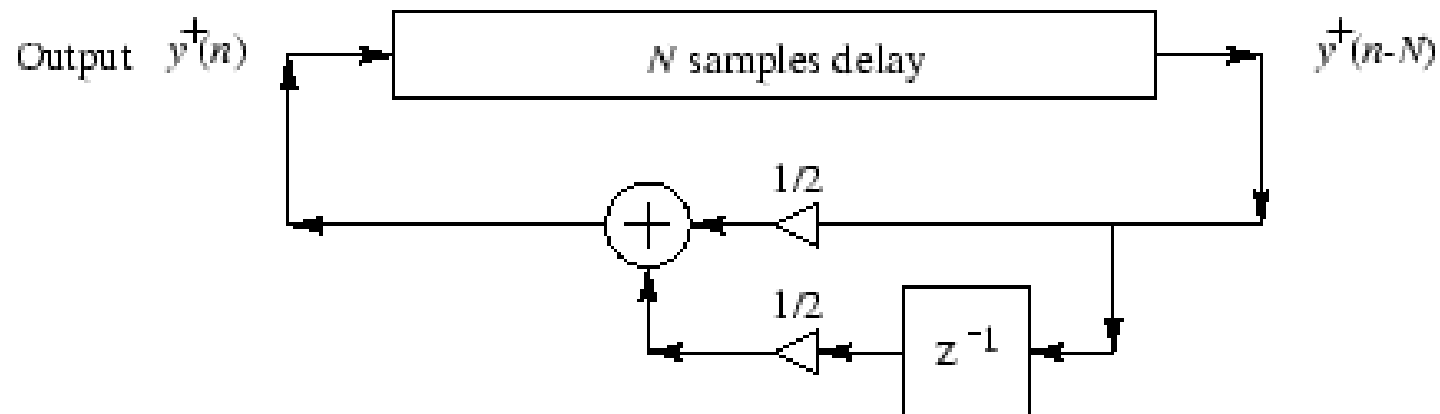 Output y⁺(n)
N samples delay
y⁺(n-N)
1/2
+
1/2
z⁻¹